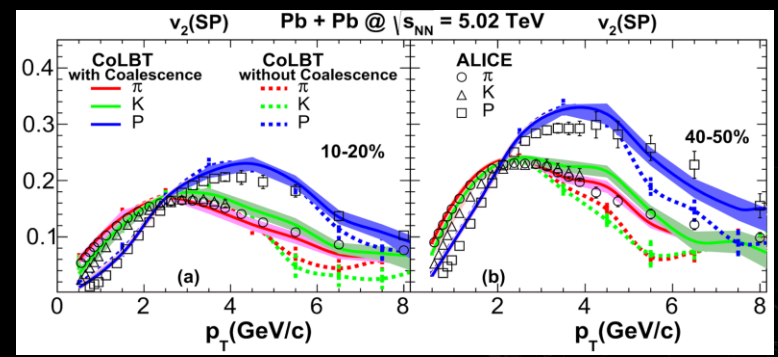 v2(SP) Pb + Pb @ √sNN = 5.02 TeV v2(SP)
CoLBT CoLBT
with Coalescence without Coalescence
π π
K K
P P
10-20%
(a)
ALICE
π
K
P
40-50%
(b)
0.4
0.3
0.2
0.1
0 2 4 6 8 2 4 6 8
pT(GeV/c) pT(GeV/c)